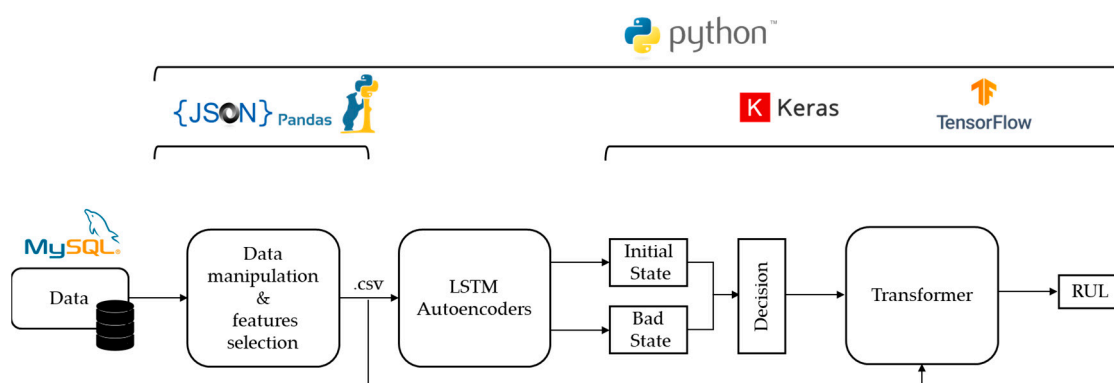 python™
{JSON} Pandas
K Keras
TensorFlow
MySQL®
Data
Data
manipulation
&
features
selection
.csv
LSTM
Autoencoders
Initial
State
Bad
State
Decision
Transformer
RUL